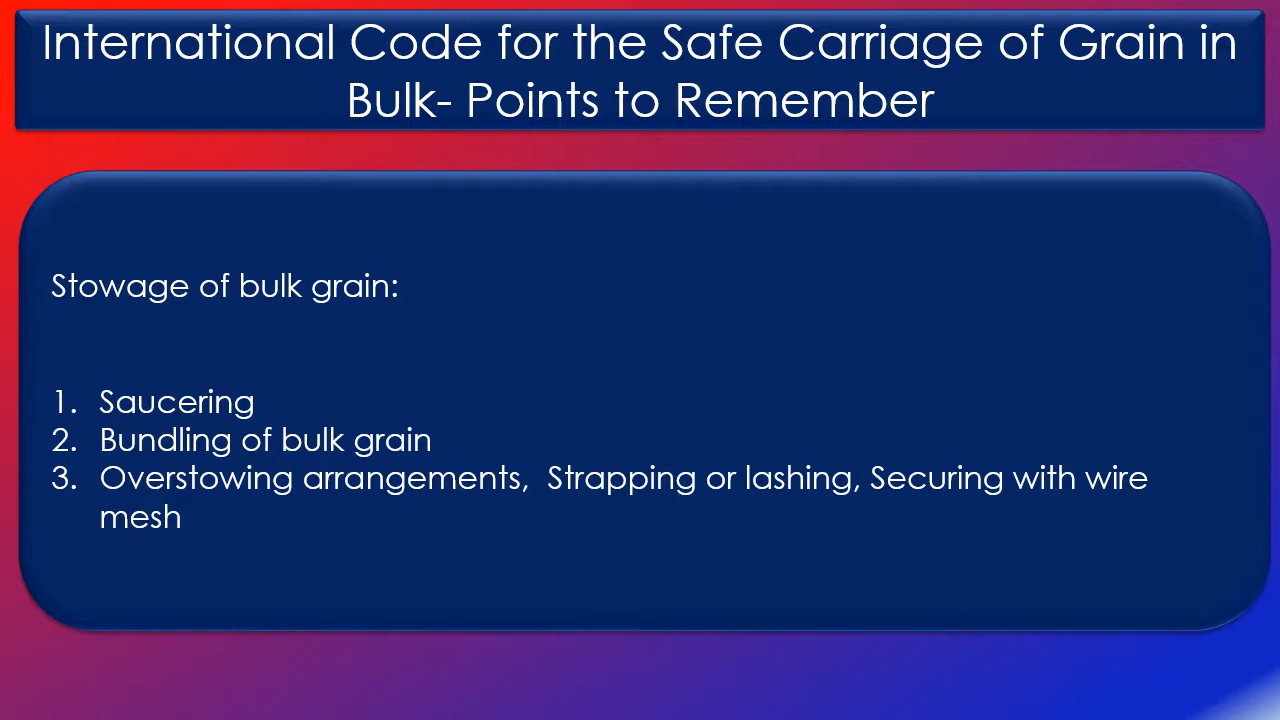 International Code for the Safe Carriage of Grain in
Bulk- Points to Remember
Stowage of bulk grain:
1. Saucering
2. Bundling of bulk grain
3. Overstowing arrangements,  Strapping or lashing, Securing with wire
mesh